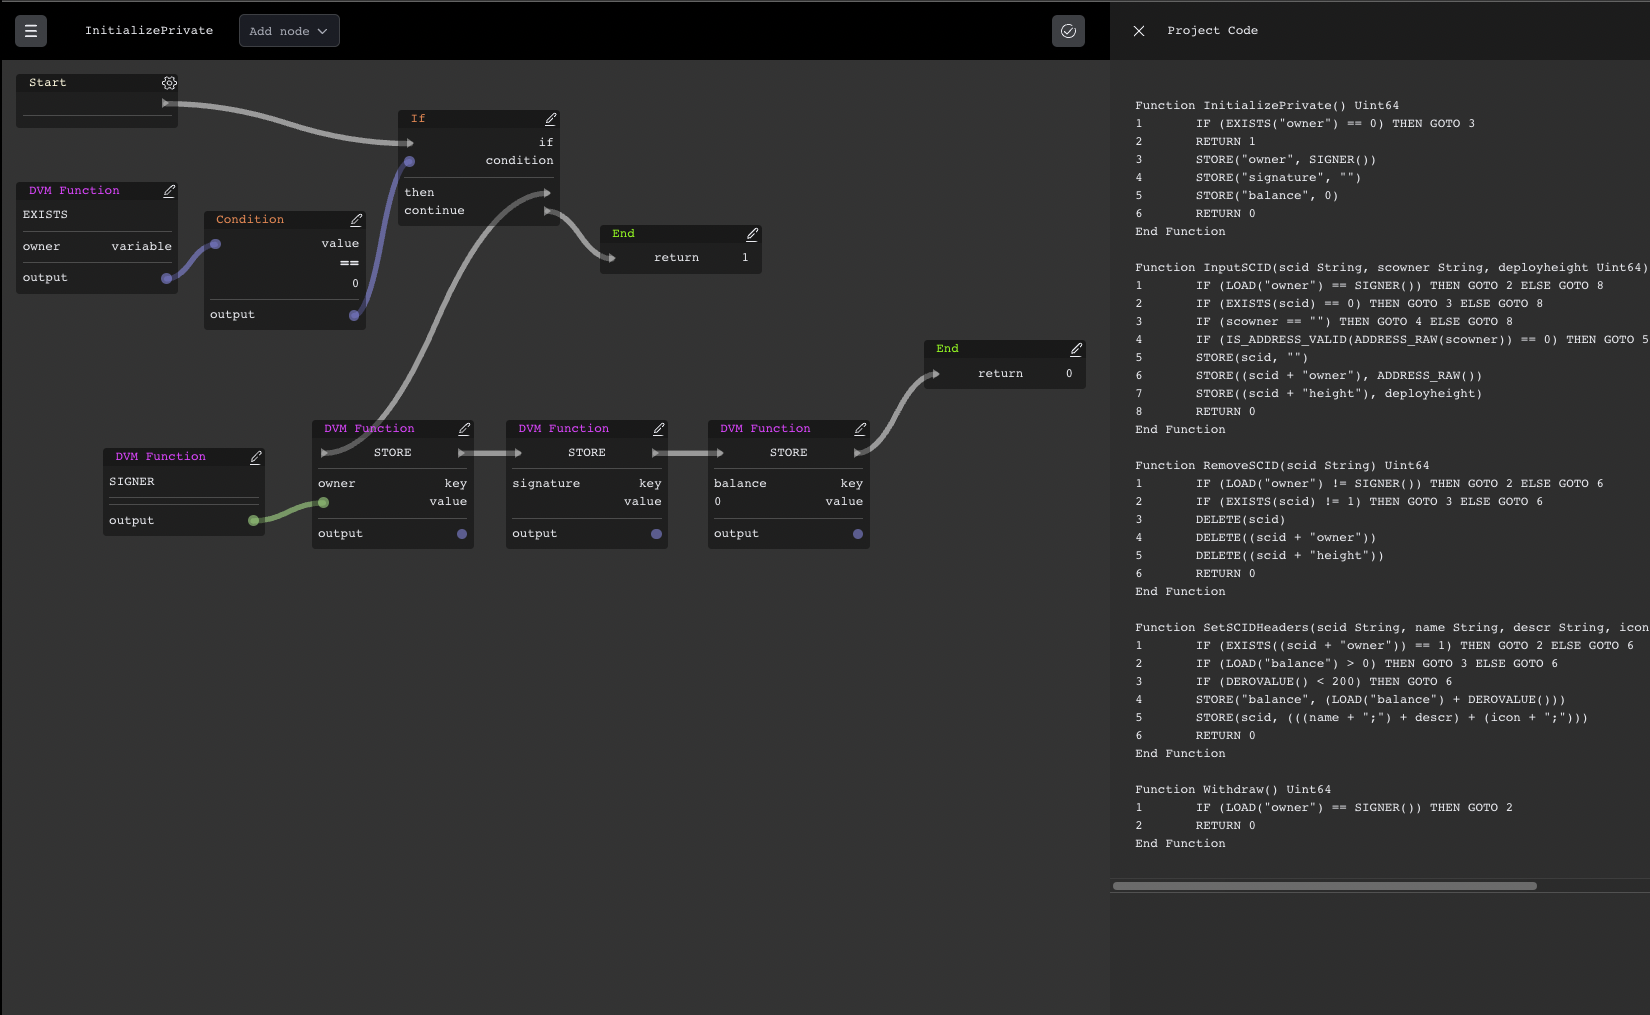 InitializePrivate
Add node
Start
If
if
condition
then
continue
DVM Function
EXISTS
owner variable
output
Condition
value
==
0
output
End
return 1
End
return 0
DVM Function
SIGNER
output
DVM Function
STORE
owner key
value
output
DVM Function
STORE
signature key
value
output
DVM Function
STORE
balance key
0 value
output
Project Code
Function InitializePrivate() Uint64
1 IF (EXISTS("owner") == 0) THEN GOTO 3
2 RETURN 1
3 STORE("owner", SIGNER())
4 STORE("signature", "")
5 STORE("balance", 0)
6 RETURN 0
End Function
Function InputSCID(scid String, scowner String, deployheight Uint64)
1 IF (LOAD("owner") == SIGNER()) THEN GOTO 2 ELSE GOTO 8
2 IF (EXISTS(scid) == 0) THEN GOTO 3 ELSE GOTO 8
3 IF (scowner == "") THEN GOTO 4 ELSE GOTO 8
4 IF (IS_ADDRESS_VALID(ADDRESS_RAW(scowner)) == 0) THEN GOTO 5
5 STORE(scid, "")
6 STORE((scid + "owner"), ADDRESS_RAW())
7 STORE((scid + "height"), deployheight)
8 RETURN 0
End Function
Function RemoveSCID(scid String) Uint64
1 IF (LOAD("owner") != SIGNER()) THEN GOTO 2 ELSE GOTO 6
2 IF (EXISTS(scid) != 1) THEN GOTO 3 ELSE GOTO 6
3 DELETE(scid)
4 DELETE((scid + "owner"))
5 DELETE((scid + "height"))
6 RETURN 0
End Function
Function SetSCIDHeaders(scid String, name String, descr String, icon
1 IF (EXISTS((scid + "owner")) == 1) THEN GOTO 2 ELSE GOTO 6
2 IF (LOAD("balance") > 0) THEN GOTO 3 ELSE GOTO 6
3 IF (DEROVALUE() < 200) THEN GOTO 6
4 STORE("balance", (LOAD("balance") + DEROVALUE()))
5 STORE(scid, (((name + ";") + descr) + (icon + ";")))
6 RETURN 0
End Function
Function Withdraw() Uint64
1 IF (LOAD("owner") == SIGNER()) THEN GOTO 2
2 RETURN 0
End Function